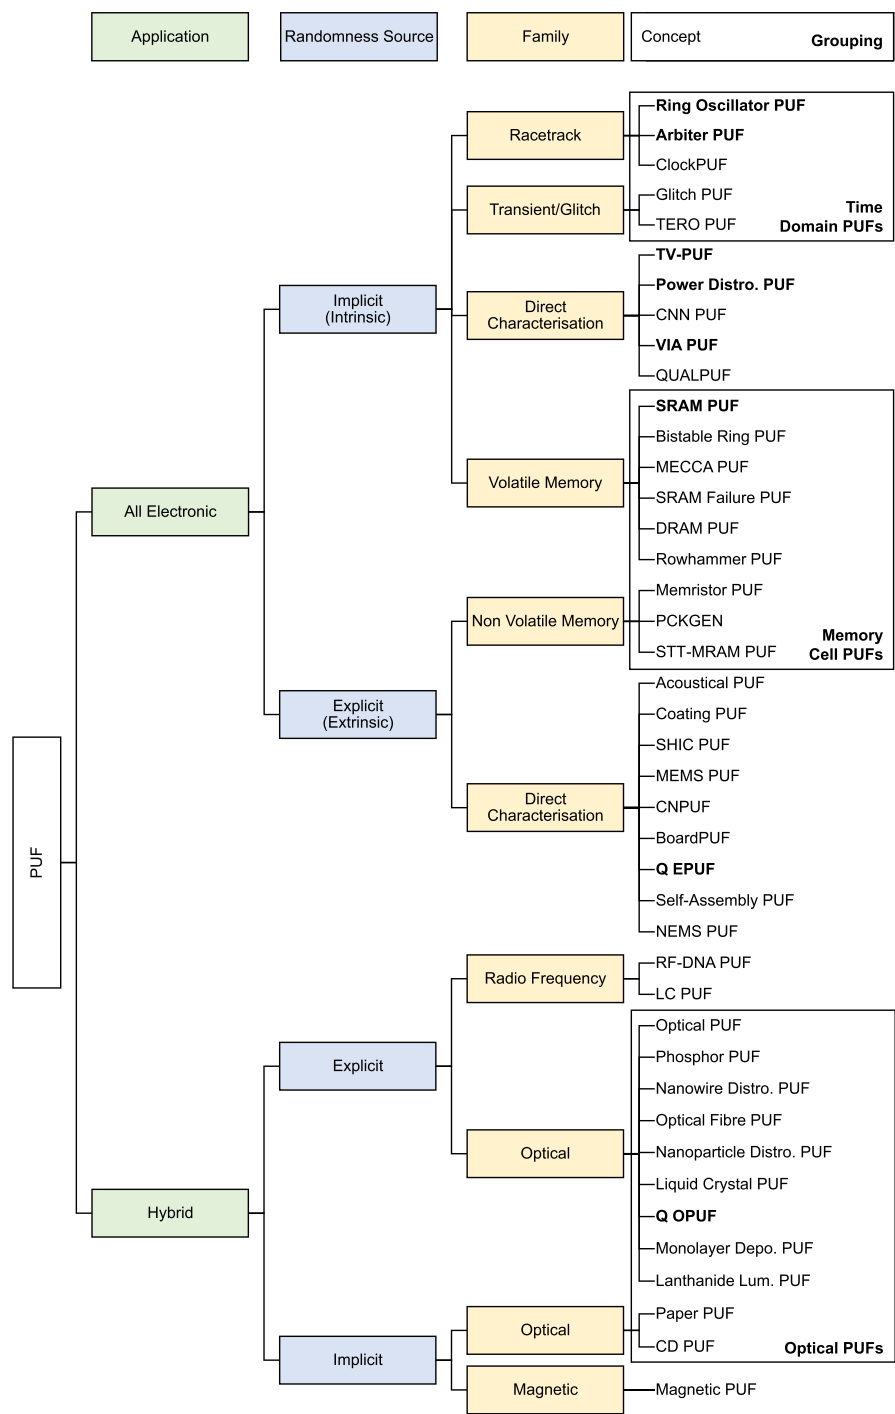 Application
Randomness Source
Family
Concept
Grouping
Racetrack
Ring Oscillator PUF
Arbiter PUF
ClockPUF
Transient/Glitch
Glitch PUF
TERO PUF
Time
Domain PUFs
Implicit
(Intrinsic)
Direct
Characterisation
TV-PUF
Power Distro. PUF
CNN PUF
VIA PUF
QUALPUF
All Electronic
Volatile Memory
SRAM PUF
Bistable Ring PUF
MECCA PUF
SRAM Failure PUF
DRAM PUF
Rowhammer PUF
Non Volatile Memory
Memristor PUF
PCKGEN
STT-MRAM PUF
Memory
Cell PUFs
Explicit
(Extrinsic)
Direct
Characterisation
Acoustical PUF
Coating PUF
SHIC PUF
MEMS PUF
CNPUF
BoardPUF
Q EPUF
Self-Assembly PUF
NEMS PUF
PUF
Radio Frequency
RF-DNA PUF
LC PUF
Explicit
Optical
Optical PUF
Phosphor PUF
Nanowire Distro. PUF
Optical Fibre PUF
Nanoparticle Distro. PUF
Liquid Crystal PUF
Q OPUF
Monolayer Depo. PUF
Lanthanide Lum. PUF
Hybrid
Optical
Paper PUF
CD PUF
Optical PUFs
Implicit
Magnetic
Magnetic PUF